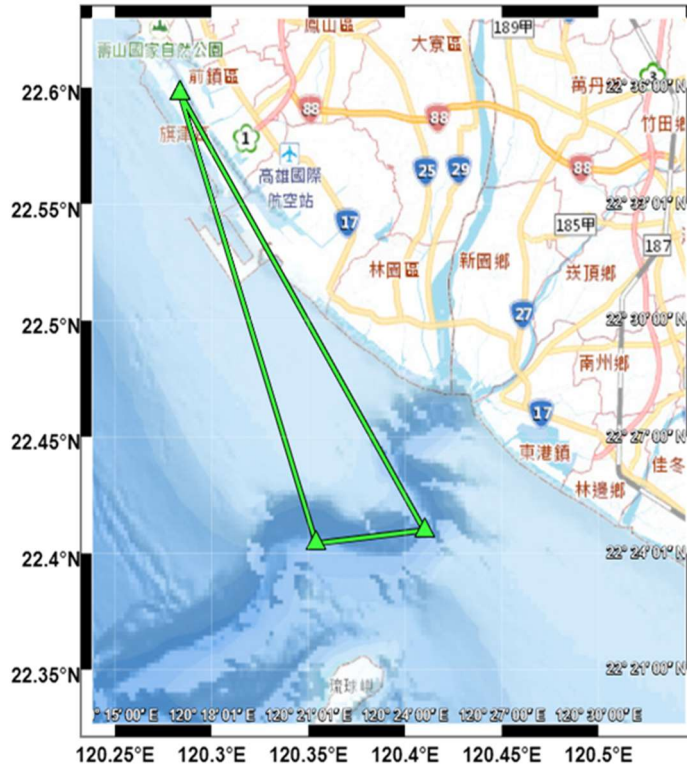 189甲
鳳山區
大寮區
壽山國家自然公園
前鎮區
22.6°N
3
22° 36' 00" N
萬丹
88
88
竹田鄉
旗津區
1
高雄國際
航空站
25
29
88
22.55°N
22° 33' 01" N
17
185甲
187
新園鄉
林園區
崁頂鄉
22.5°N
27
22° 30' 00" N
南州鄉
17
22.45°N
22° 27' 00" N
東港鎮
佳冬
林邊鄉
22.4°N
22° 24' 01" N
22.35°N
22° 21' 00" N
琉球嶼
° 15' 00" E
120° 18' 01" E
120° 21' 01" E
120° 24' 00" E
120° 27' 00" E
120° 30' 00" E
120.25°E
120.3°E
120.35°E
120.4°E
120.45°E
120.5°E